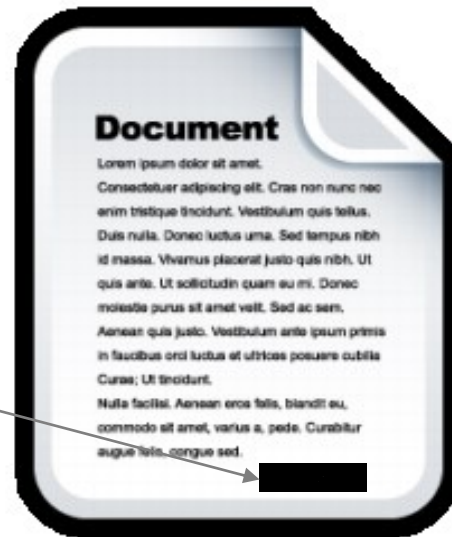 Document
Lorem ipsum dolor sit amet.
Consectetuer adipiscing elit. Cras non nunc nec
enim tristique tincidunt. Vestibulum quis tellus.
Duis nulla. Donec luctus urna. Sed tempus nibh
id massa. Vivamus placerat justo quis nibh. Ut
quis ante. Ut sollicitudin quam eu mi. Donec
molestie purus sit amet velit. Sed ac sem.
Aenean quis justo. Vestibulum ante ipsum primis
in faucibus orci luctus et ultrices posuere cubilia
Curae; Ut tincidunt.
Nulla facilisi. Aenean eros felis, blandit eu,
commodo sit amet, varius a, pede. Curabitur
augue felis, congue sed.